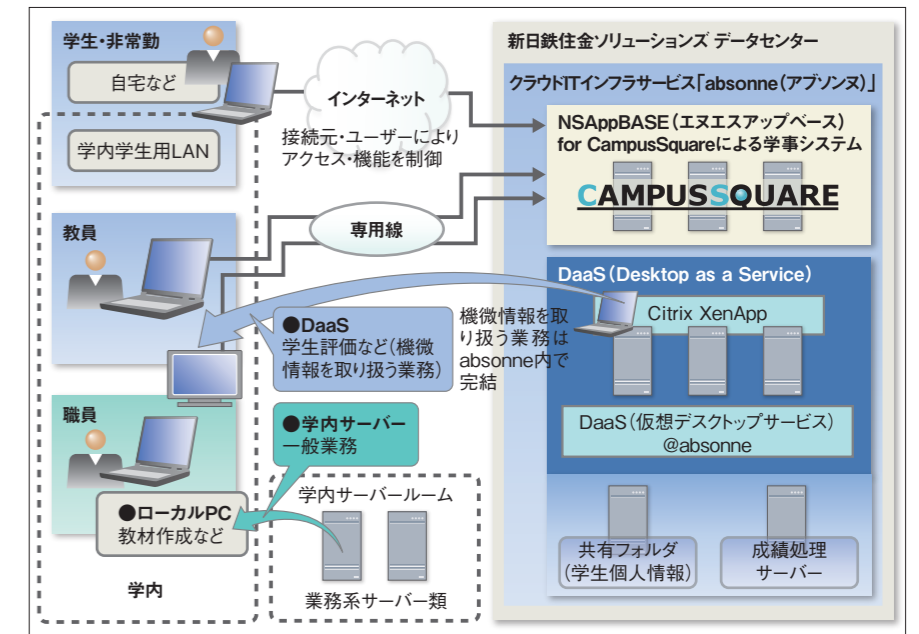 学生・非常勤
自宅など
学内学生用LAN
インターネット
接続元・ユーザーにより
アクセス・機能を制御
教員
専用線
●DaaS
学生評価など(機微
情報を取り扱う業務)
機微情報を取
り扱う業務は
absonne内で
完結
職員
●学内サーバー
一般業務
●ローカルPC
教材作成など
学内
学内サーバールーム
業務系サーバー類
新日鉄住金ソリューションズ データセンター
クラウドITインフラサービス「absonne(アブソンヌ)」
NSAppBASE(エヌエスアップベース)
for CampusSquareによる学事システム
CAMPUSSQUARE
DaaS(Desktop as a Service)
Citrix XenApp
DaaS(仮想デスクトップサービス)
@absonne
共有フォルダ
(学生個人情報)
成績処理
サーバー